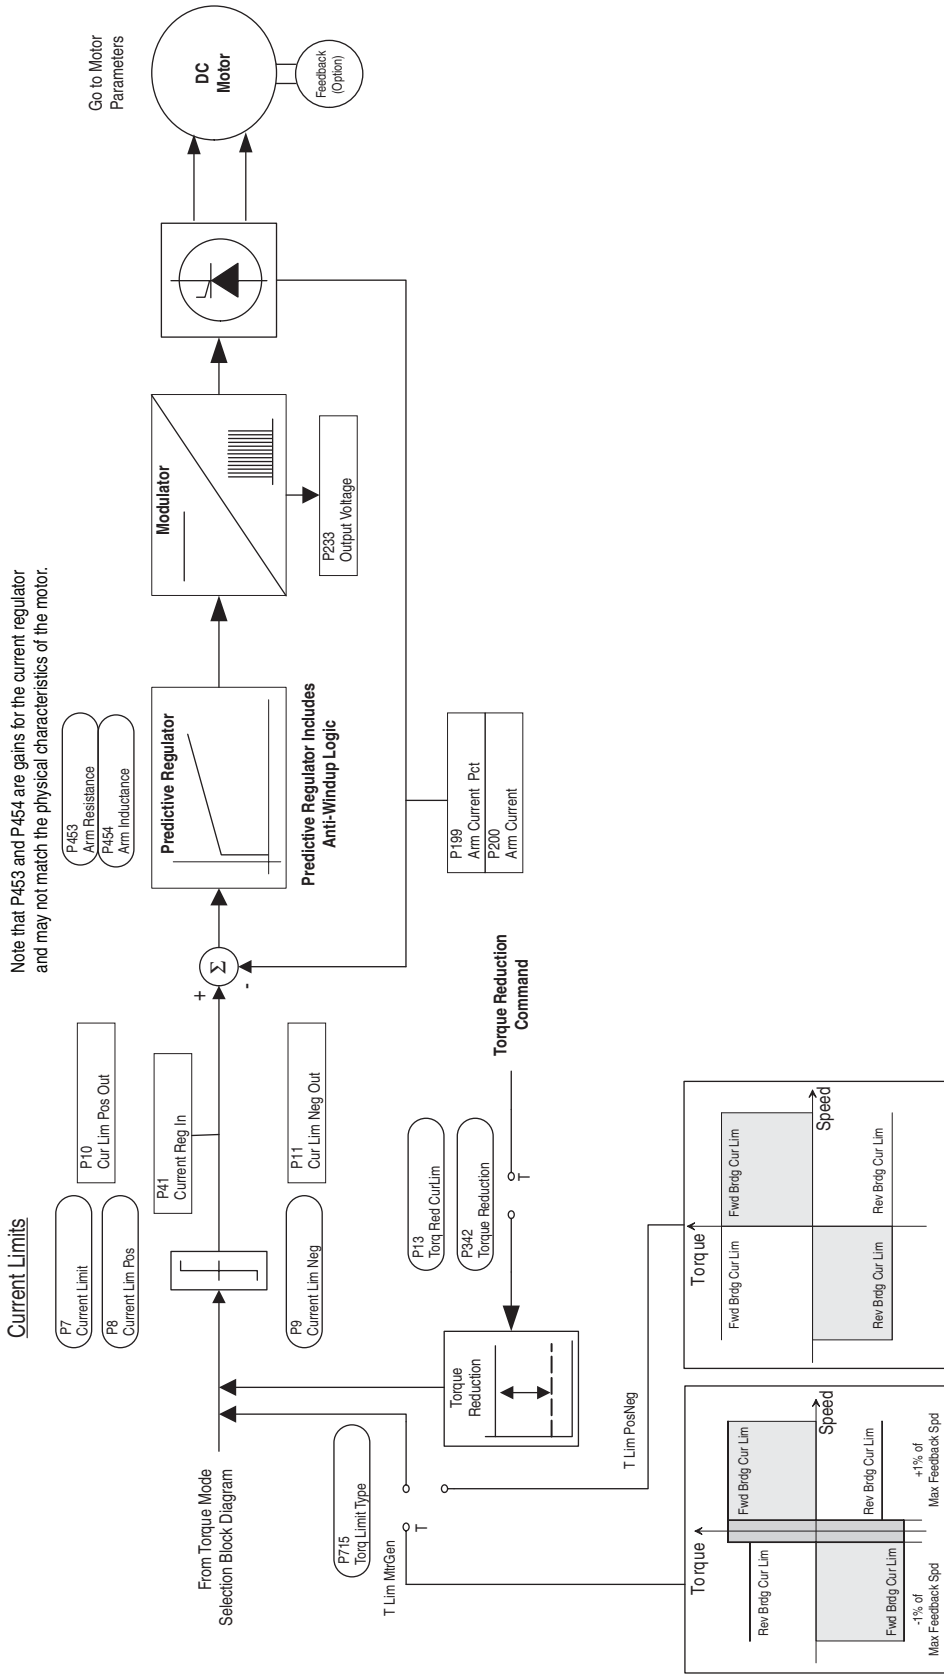 Current Limits
Note that P453 and P454 are gains for the current regulator
and may not match the physical characteristics of the motor.
P7
Current Limit
P8
Current Lim Pos
P10
Cur Lim Pos Out
P41
Current Reg In
P9
Current Lim Neg
P11
Cur Lim Neg Out
P453
Arm Resistance
P454
Arm Inductance
Go to Motor
Parameters
From Torque Mode
Selection Block Diagram
+
Σ
-
Predictive Regulator
Predictive Regulator Includes
Anti-Windup Logic
Modulator
P233
Output Voltage
DC
Motor
Feedback
(Option)
P199
Arm Current Pct
P200
Arm Current
P715
Torq Limit Type
T Lim MtrGen
T
T Lim PosNeg
Torque
Reduction
P13
Torq Red CurLim
P342
Torque Reduction
T
Torque Reduction
Command
Torque
Rev Brdg Cur Lim
Fwd Brdg Cur Lim
Speed
Fwd Brdg Cur Lim
Rev Brdg Cur Lim
-1% of
Max Feedback Spd
+1% of
Max Feedback Spd
Torque
Fwd Brdg Cur Lim
Fwd Brdg Cur Lim
Speed
Rev Brdg Cur Lim
Rev Brdg Cur Lim